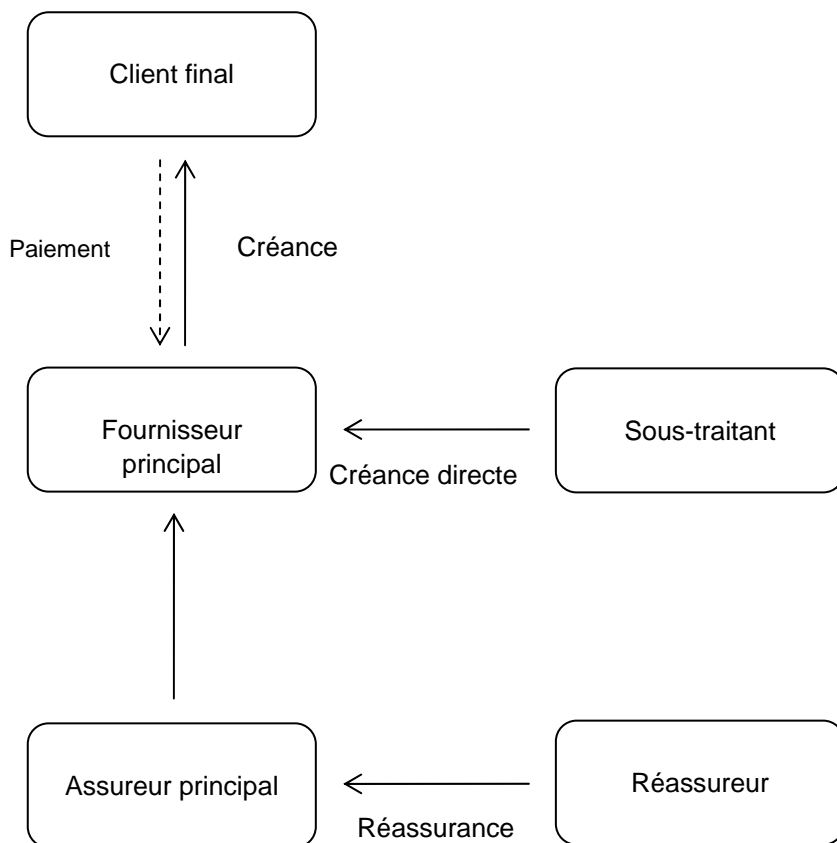 Client final
Paiement
Créance
Fournisseur
principal
Créance directe
Sous-traitant
Assureur principal
Réassurance
Réassureur